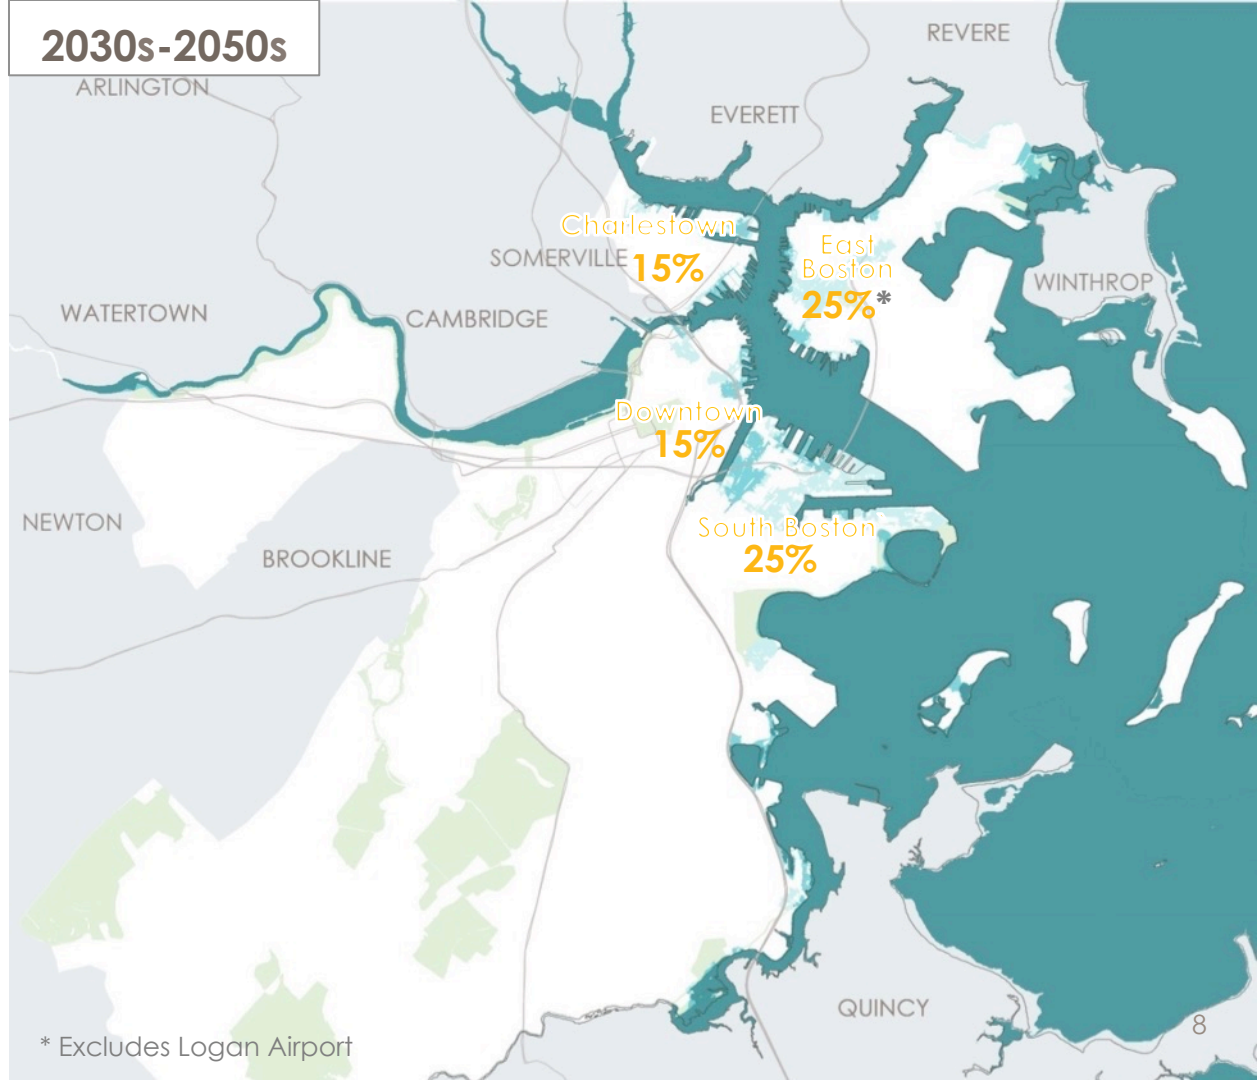 2030s-2050s
REVERE
ARLINGTON
EVERETT
Charlestown
15%
SOMERVILLE
East
Boston
25%*
WINTHROP
WATERTOWN
CAMBRIDGE
Downtown
15%
NEWTON
South Boston
25%
BROOKLINE
QUINCY
8
* Excludes Logan Airport